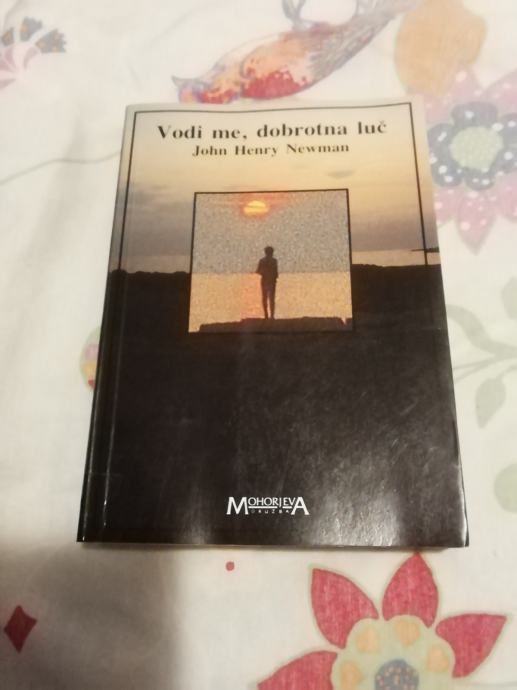 Vodi me, dobrotna luč
John Henry Newman
MOHORJEVA
DRUŽBA